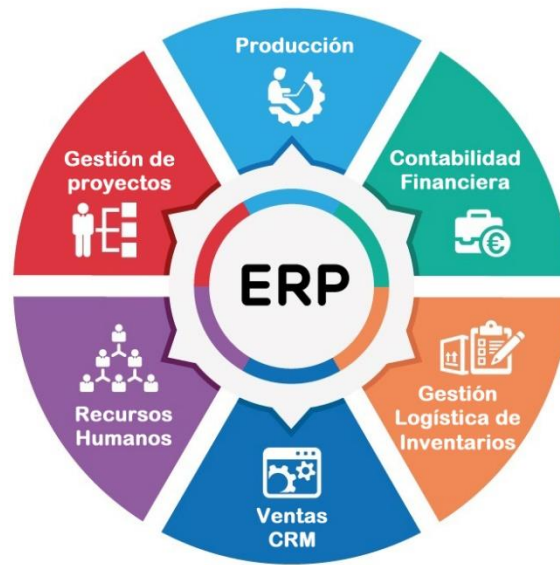 Producción
Contabilidad
Financiera
Gestión
Logística de
Inventarios
Ventas
CRM
Recursos
Humanos
Gestión de
proyectos
ERP
€